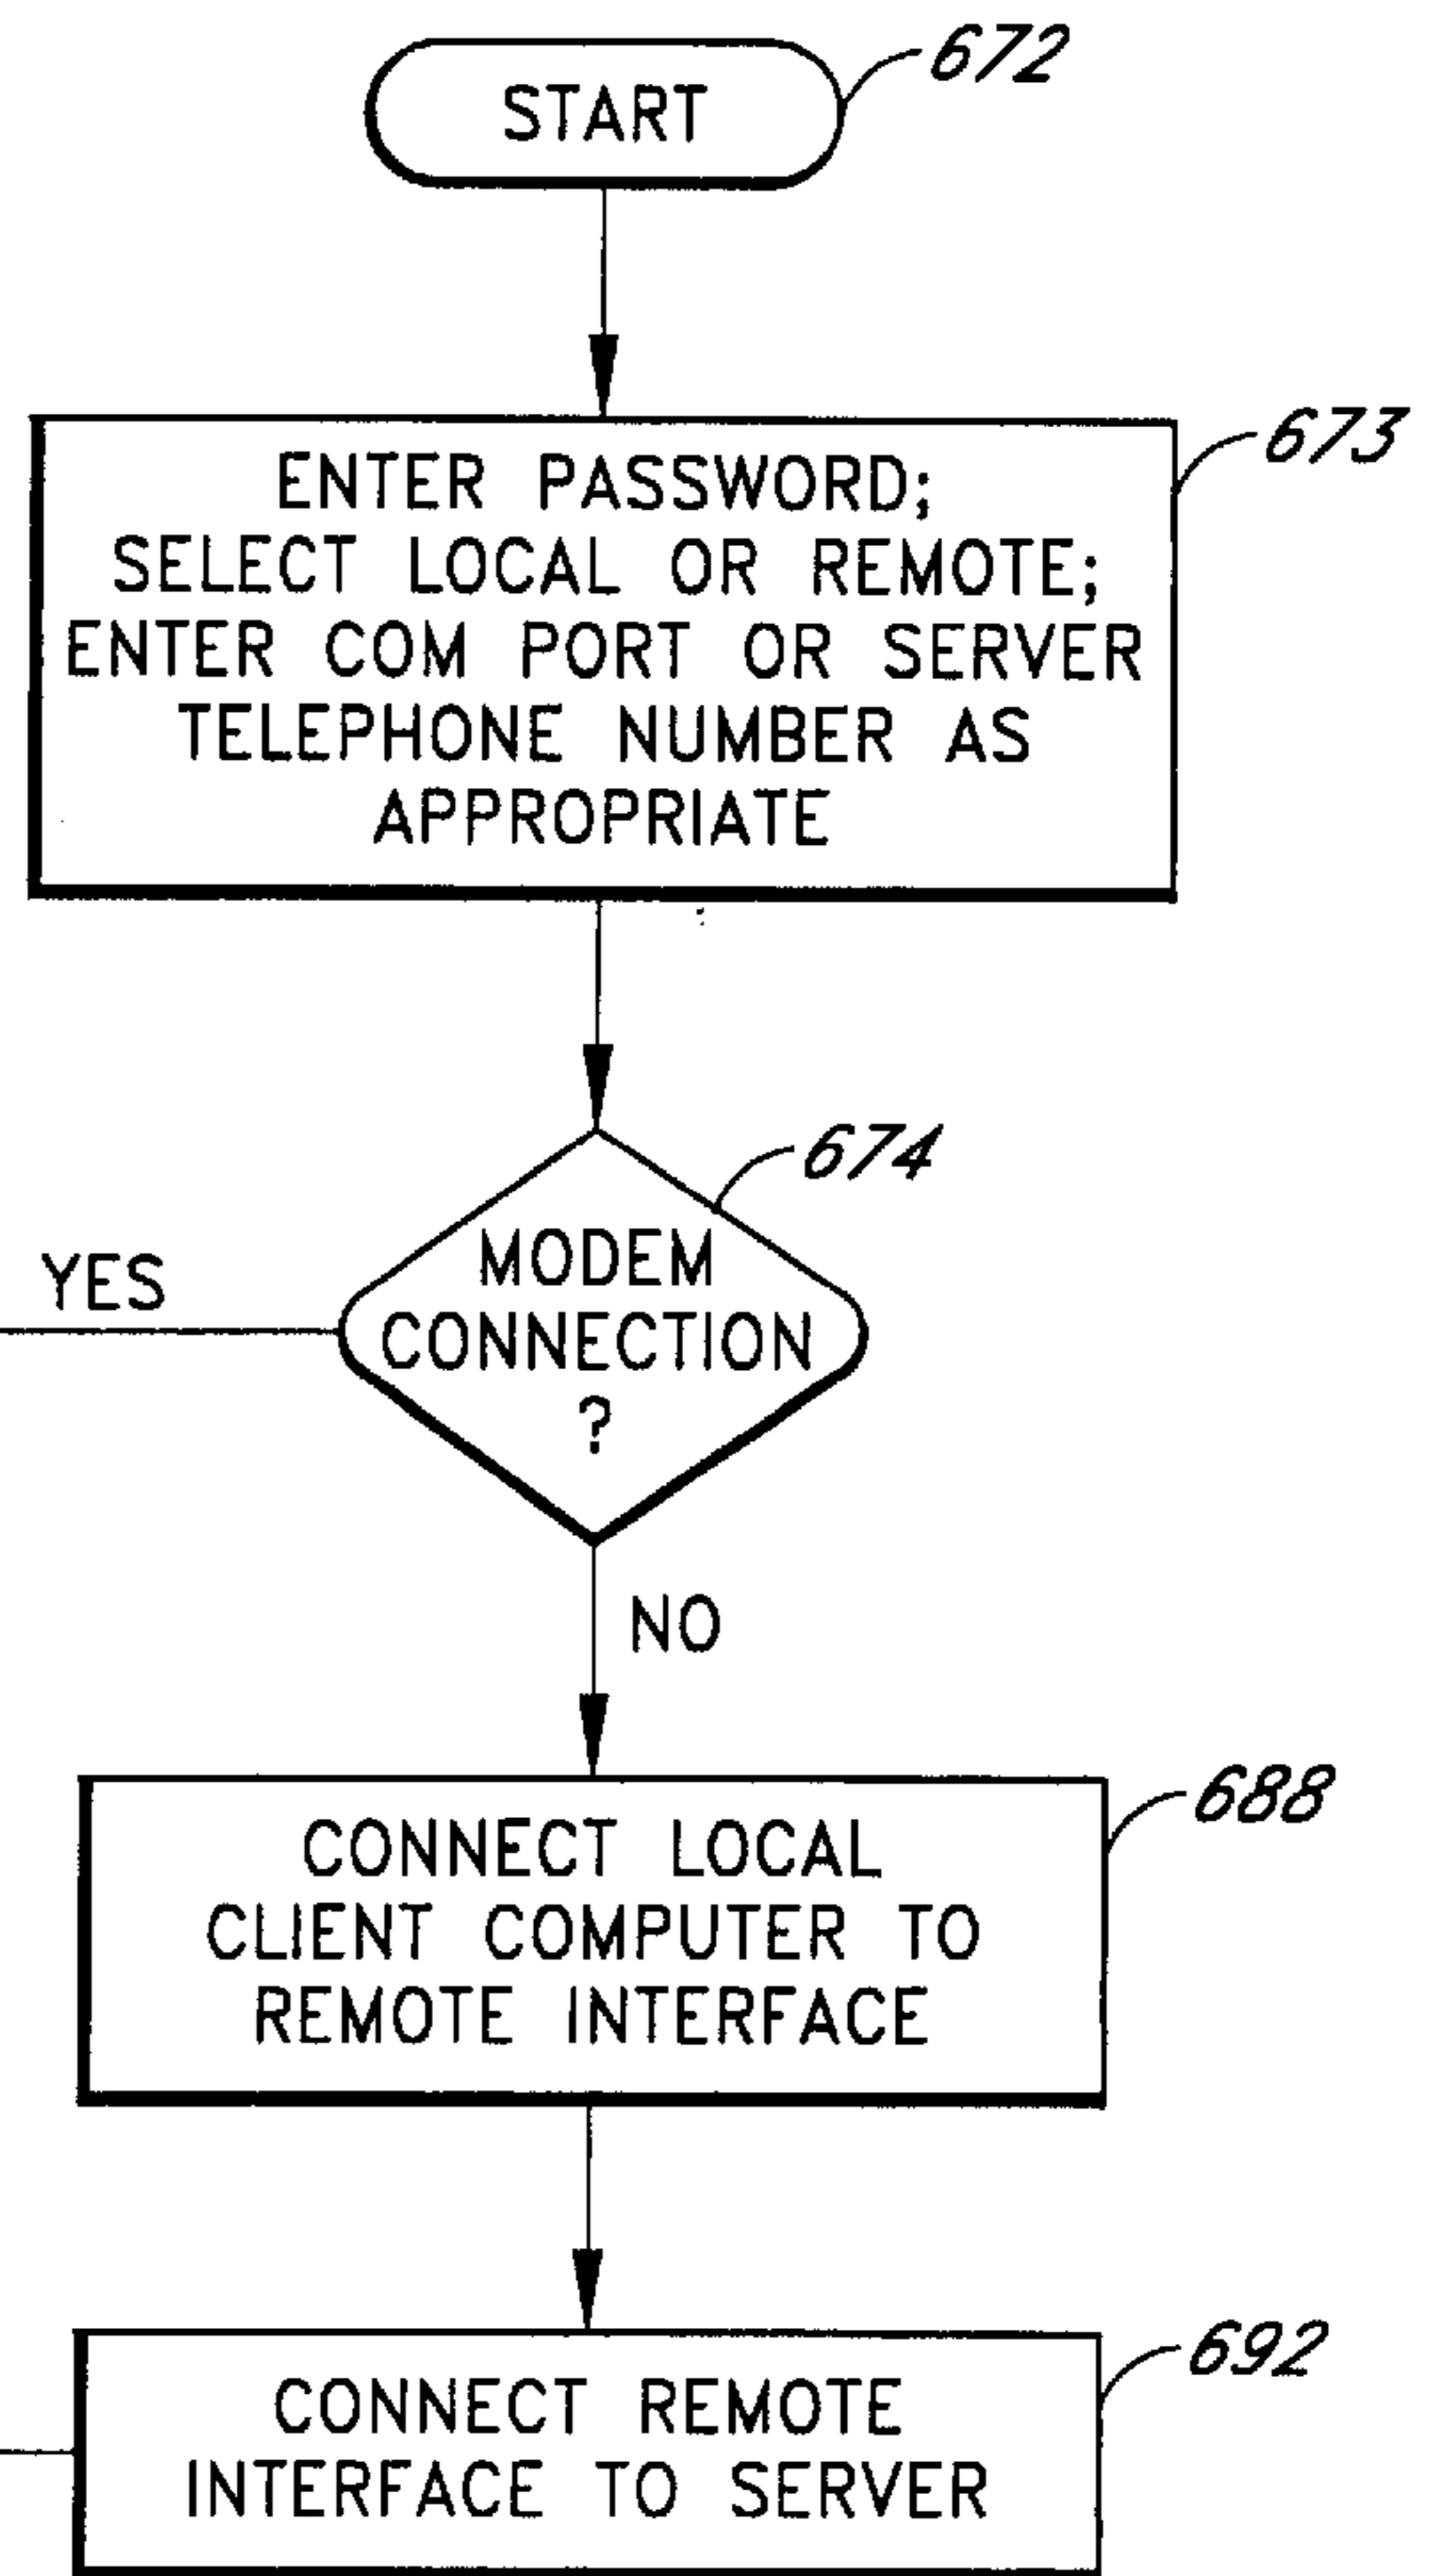 START
672
673
ENTER PASSWORD;
SELECT LOCAL OR REMOTE;
ENTER COM PORT OR SERVER
TELEPHONE NUMBER AS
APPROPRIATE
674
MODEM
CONNECTION
?
YES
NO
688
CONNECT LOCAL
CLIENT COMPUTER TO
REMOTE INTERFACE
692
CONNECT REMOTE
INTERFACE TO SERVER